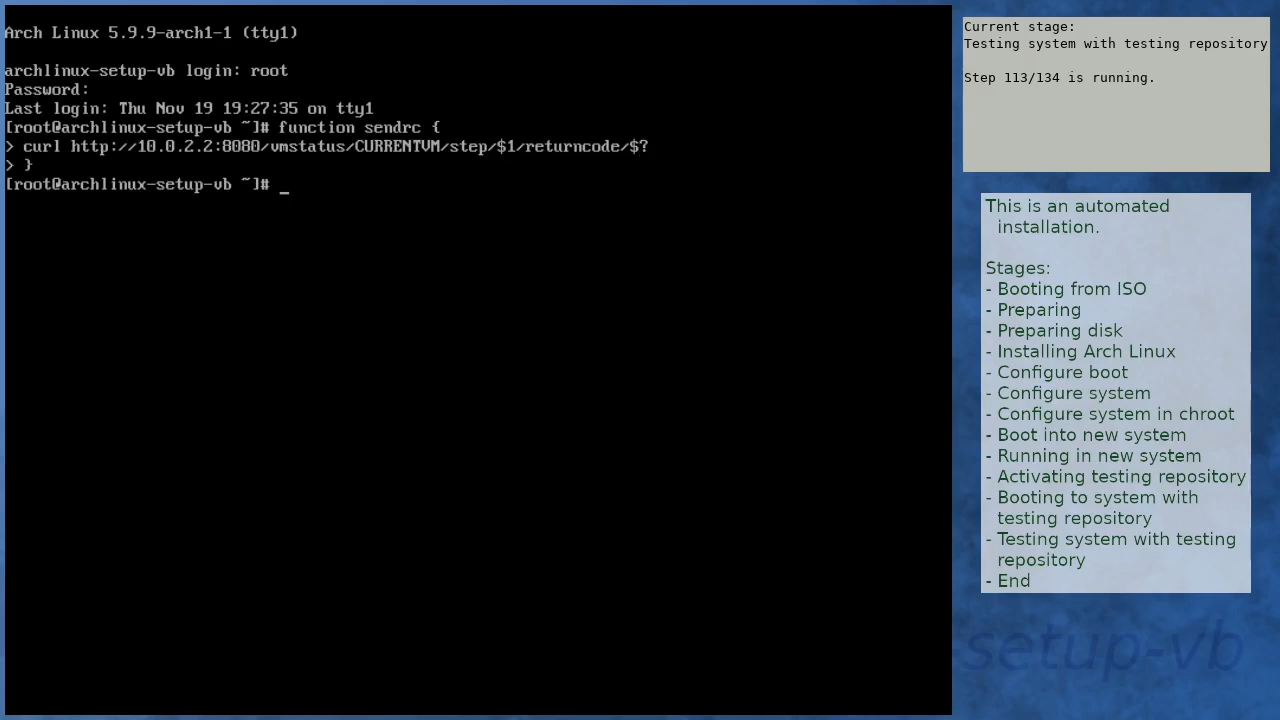 Arch Linux 5.9.9-arch1-1 (tty1)
archlinux-setup-vb login: root
Password:
Last login: Thu Nov 19 19:27:35 on tty1
[root@archlinux-setup-vb ~]# function sendrc {
> curl http://10.0.2.2:8080/vmstatus/CURRENTVM/step/$1/returncode/$?
> }
[root@archlinux-setup-vb ~]# _
Current stage:
Testing system with testing repository
Step 113/134 is running.
This is an automated
installation.
Stages:
- Booting from ISO
- Preparing
- Preparing disk
- Installing Arch Linux
- Configure boot
- Configure system
- Configure system in chroot
- Boot into new system
- Running in new system
- Activating testing repository
- Booting to system with
testing repository
- Testing system with testing
repository
- End
setup-vb